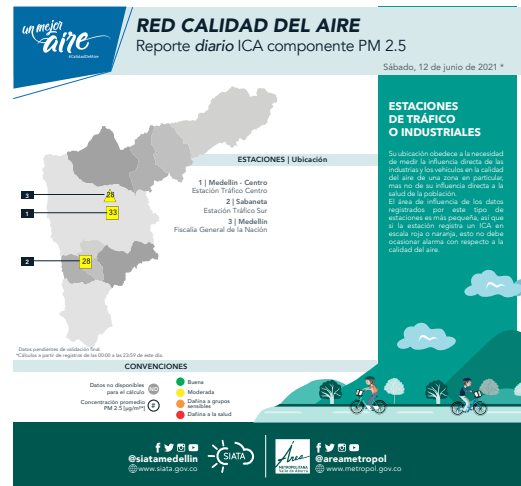 un mejor
aire
#CalidadDelAire
RED CALIDAD DEL AIRE
Reporte diario ICA componente PM 2.5
Sábado, 12 de junio de 2021 *
ESTACIONES
DE TRÁFICO
O INDUSTRIALES
Su ubicación obedece a la necesidad
de medir la influencia directa de las
industrias y los vehículos en la calidad
del aire de una zona en particular,
mas no de su influencia directa a la
salud de la población.
El área de influencia de los datos
registrados por este tipo de
estaciones es más pequeña, así que
si la estación registra un ICA en
escala roja o naranja, esto no debe
ocasionar alarma con respecto a la
calidad del aire.
ESTACIONES | Ubicación
1 | Medellín - Centro
Estación Tráfico Centro
2 | Sabaneta
Estación Tráfico Sur
3 | Medellín
Fiscalía General de la Nación
3
28
1
33
2
28
Datos pendientes de validación final.
*Cálculos a partir de registros de las 00:00 a las 23:59 de este día.
CONVENCIONES
Datos no disponibles
para el cálculo
ND
Concentración promedio
PM 2.5 [µg/m³*]
#
Buena
Moderada
Dañina a grupos
sensibles
Dañina a la salud
@siatamedellin
www.siata.gov.co
SIATA
Área
METROPOLITANA
Valle de Aburrá
@areametropol
www.metropol.gov.co